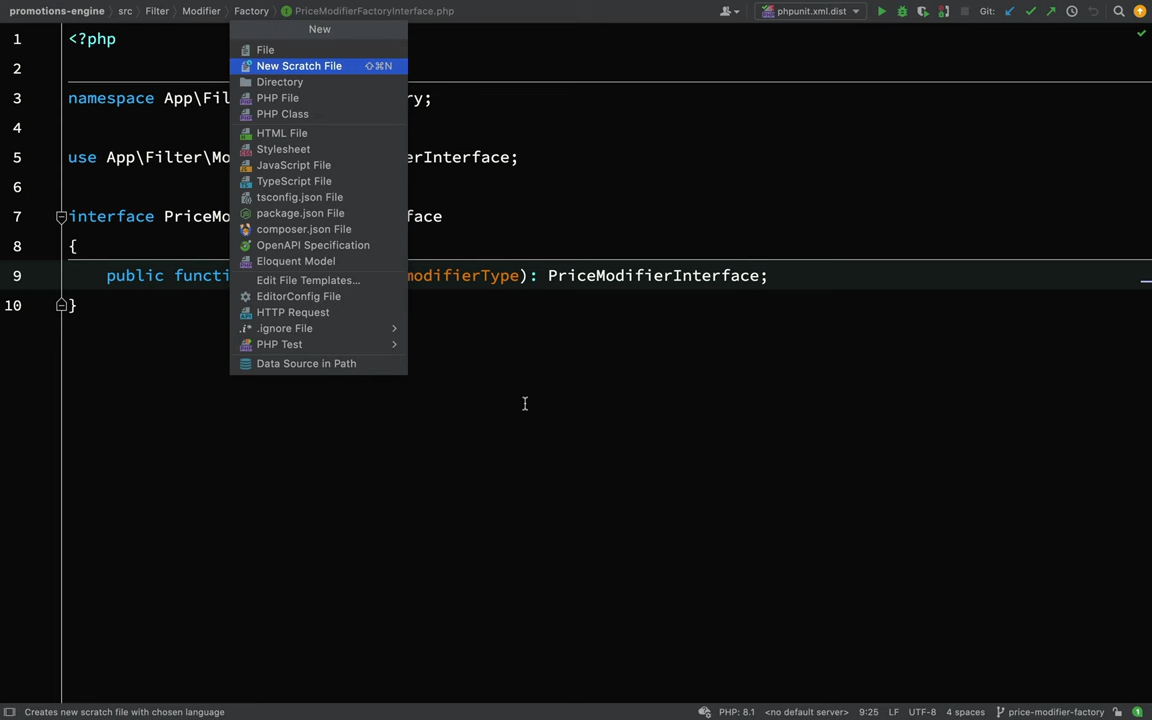 promotions-engine src Filter Modifier Factory PriceModifierFactoryInterface.php phpunit.xml.dist Git:
New
File
New Scratch File ⇧⌘N
Directory
PHP File
PHP Class
HTML File
Stylesheet
JavaScript File
TypeScript File
tsconfig.json File
package.json File
composer.json File
OpenAPI Specification
Eloquent Model
Edit File Templates...
EditorConfig File
HTTP Request
.ignore File
PHP Test
Data Source in Path
1 <?php
2
3 namespace App\Fil ry;
4
5 use App\Filter\Mo erInterface;
6
7 interface PriceMo face
8 {
9 public functi modifierType): PriceModifierInterface;
10 }
Creates new scratch file with chosen language PHP: 8.1 <no default server> 9:25 LF UTF-8 4 spaces price-modifier-factory 1